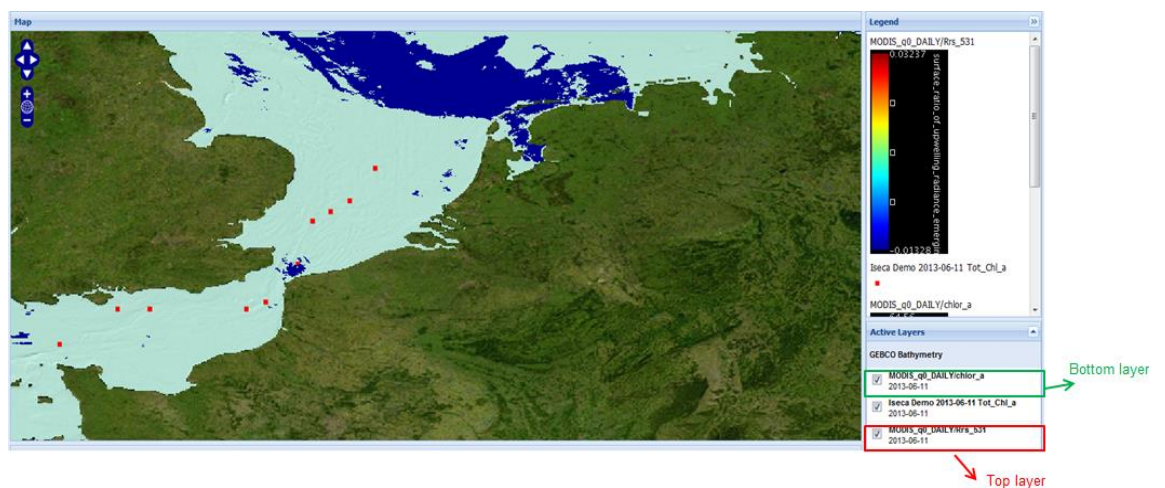 Map
Legend
MODIS_q0_DAILY/Rrs_531
0.03237
surface_ratio_of_upwelling_radiance_emergin
-0.01328
Iseca Demo 2013-06-11 Tot_Chl_a
MODIS_q0_DAILY/chlor_a
Active Layers
GEBCO Bathymetry
MODIS_q0_DAILY/chlor_a
2013-06-11
Bottom layer
Iseca Demo 2013-06-11 Tot_Chl_a
2013-06-11
MODIS_q0_DAILY/Rrs_531
2013-06-11
Top layer